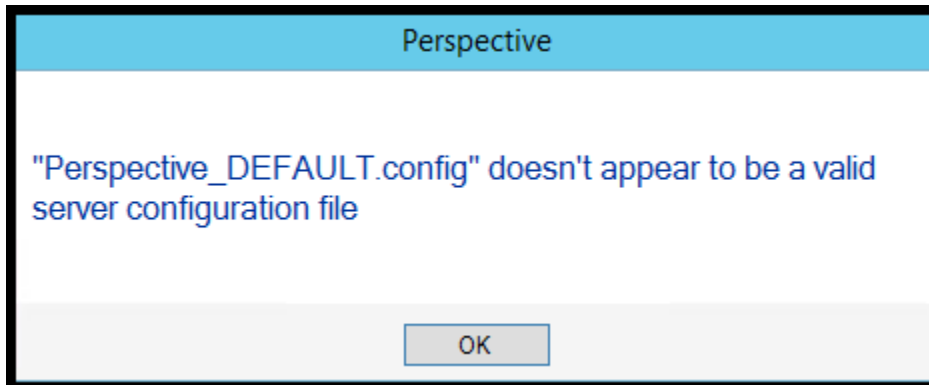 Perspective
"Perspective_DEFAULT.config" doesn't appear to be a valid
server configuration file
OK